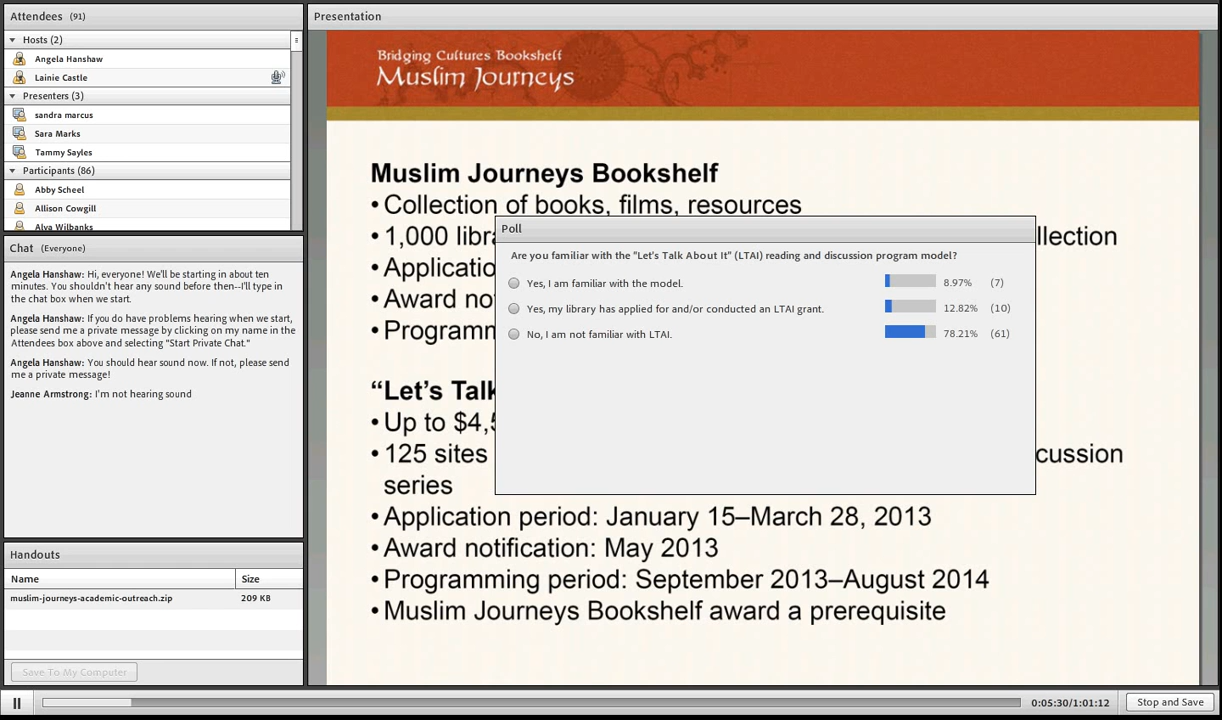 Attendees (91)
Hosts (2)
Angela Hanshaw
Lainie Castle
Presenters (3)
sandra marcus
Sara Marks
Tammy Sayles
Participants (86)
Abby Scheel
Allison Cowgill
Alva Wilbanks
Chat (Everyone)
Angela Hanshaw: Hi, everyone! We'll be starting in about ten
minutes. You shouldn't hear any sound before then--I'll type in
the chat box when we start.
Angela Hanshaw: If you do have problems hearing when we start,
please send me a private message by clicking on my name in the
Attendees box above and selecting "Start Private Chat."
Angela Hanshaw: You should hear sound now. If not, please send
me a private message!
Jeanne Armstrong: I'm not hearing sound
Handouts
Name Size
muslim-journeys-academic-outreach.zip 209 KB
Save To My Computer
Presentation
Bridging Cultures Bookshelf
Muslim Journeys
Muslim Journeys Bookshelf
• Collection of books, films, resources
• 1,000 libra llection
• Applicatio
• Award no
• Programm
“Let’s Talk
• Up to $4,5
• 125 sites cussion
series
• Application period: January 15–March 28, 2013
• Award notification: May 2013
• Programming period: September 2013–August 2014
• Muslim Journeys Bookshelf award a prerequisite
Poll
Are you familiar with the "Let's Talk About It" (LTAI) reading and discussion program model?
Yes, I am familiar with the model. 8.97% (7)
Yes, my library has applied for and/or conducted an LTAI grant. 12.82% (10)
No, I am not familiar with LTAI. 78.21% (61)
0:05:30/1:01:12
Stop and Save